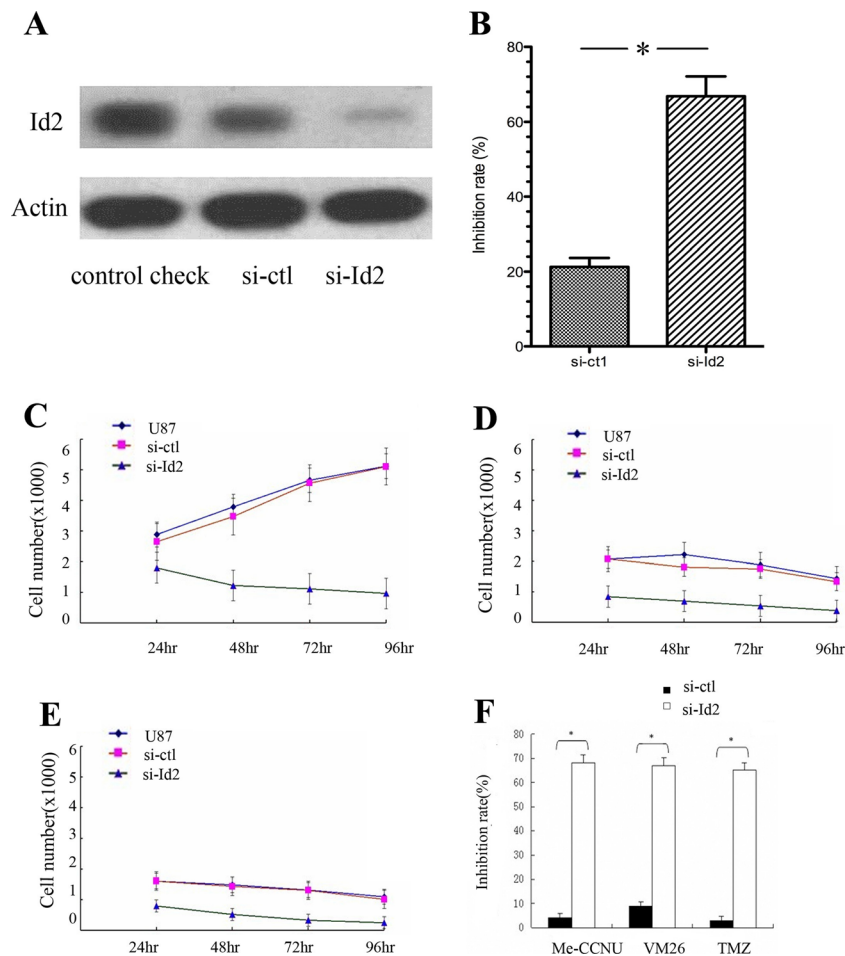 A
Id2
Actin
control check si-ctl si-Id2
B
Inhibition rate (%)
80
60
40
20
0
si-ct1 si-Id2
*
C
U87
si-ctl
si-Id2
Cell number(x1000)
6
5
4
3
2
1
0
24hr 48hr 72hr 96hr
D
U87
si-ctl
si-Id2
Cell number(x1000)
6
5
4
3
2
1
0
24hr 48hr 72hr 96hr
E
U87
si-ctl
si-Id2
Cell number(x1000)
6
5
4
3
2
1
0
24hr 48hr 72hr 96hr
F
si-ctl
si-Id2
Inhibition rate(%)
80
70
60
50
40
30
20
10
0
* * *
Me-CCNU VM26 TMZ